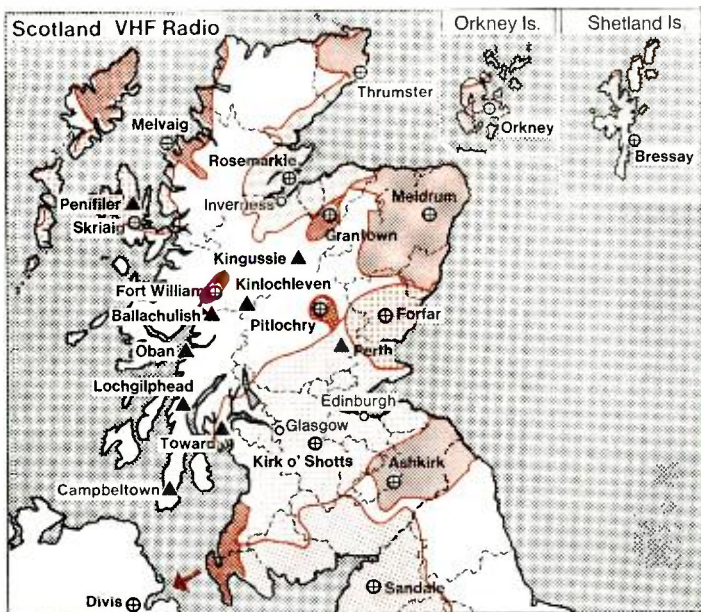 Scotland VHF Radio
Orkney Is.
Shetland Is.
Thrumster
Melvaig
Orkney
Bressay
Rosemarkie
Penifiler
Inverness
Meldrum
Skriaig
Grantown
Kingussie
Fort William
Kinlochleven
Ballachulish
Pitlochry
Forfar
Oban
Perth
Lochgilphead
Edinburgh
Glasgow
Toward
Kirk o' Shotts
Ashkirk
Campbeltown
Sandale
Divis